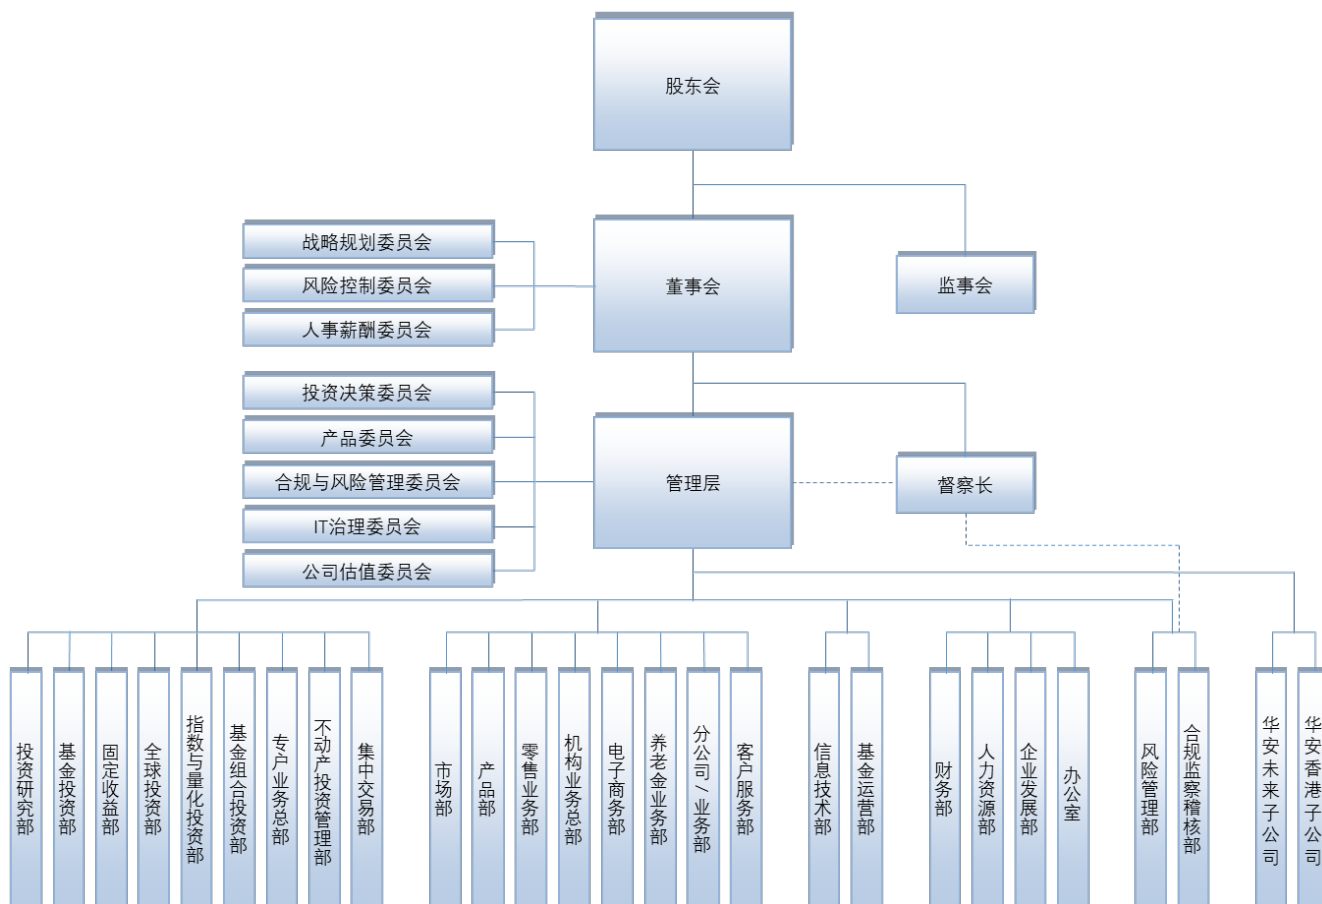 股东会
战略规划委员会
风险控制委员会
人事薪酬委员会
董事会
监事会
投资决策委员会
产品委员会
合规与风险管理委员会
IT治理委员会
公司估值委员会
管理层
督察长
投资研究部
基金投资部
固定收益部
全球投资部
指数与量化投资部
基金组合投资部
专户业务总部
不动产投资管理部
集中交易部
市场部
产品部
零售业务部
机构业务总部
电子商务部
养老金业务部
分公司/业务部
客户服务部
信息技术部
基金运营部
财务部
人力资源部
企业发展部
办公室
风险管理部
合规监察稽核部
华安未来子公司
华安香港子公司